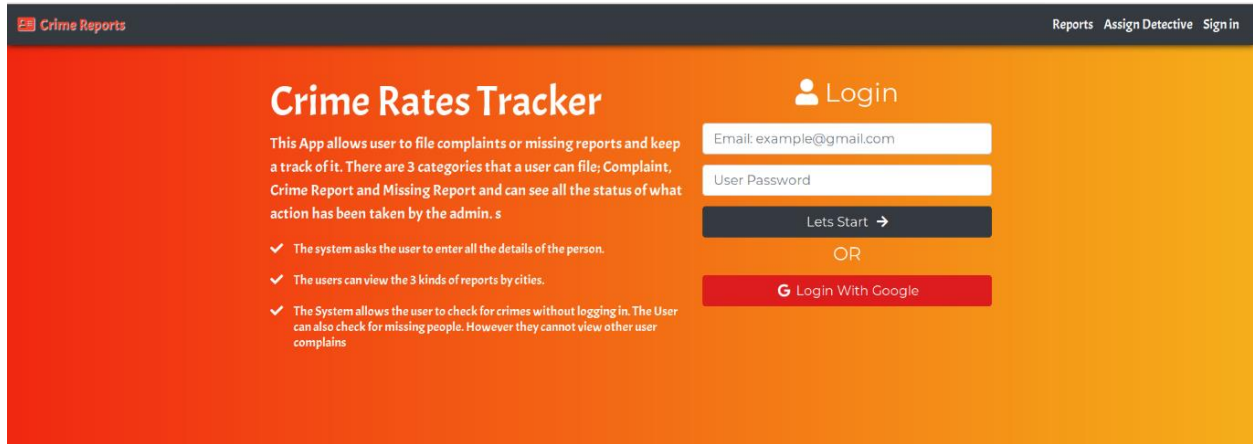 Crime Reports
Reports Assign Detective Sign in
Crime Rates Tracker
This App allows user to file complaints or missing reports and keep
a track of it. There are 3 categories that a user can file; Complaint,
Crime Report and Missing Report and can see all the status of what
action has been taken by the admin. s
The system asks the user to enter all the details of the person.
The users can view the 3 kinds of reports by cities.
The System allows the user to check for crimes without logging in. The User
can also check for missing people. However they cannot view other user
complains
Login
Email: example@gmail.com
User Password
Lets Start
OR
G Login With Google